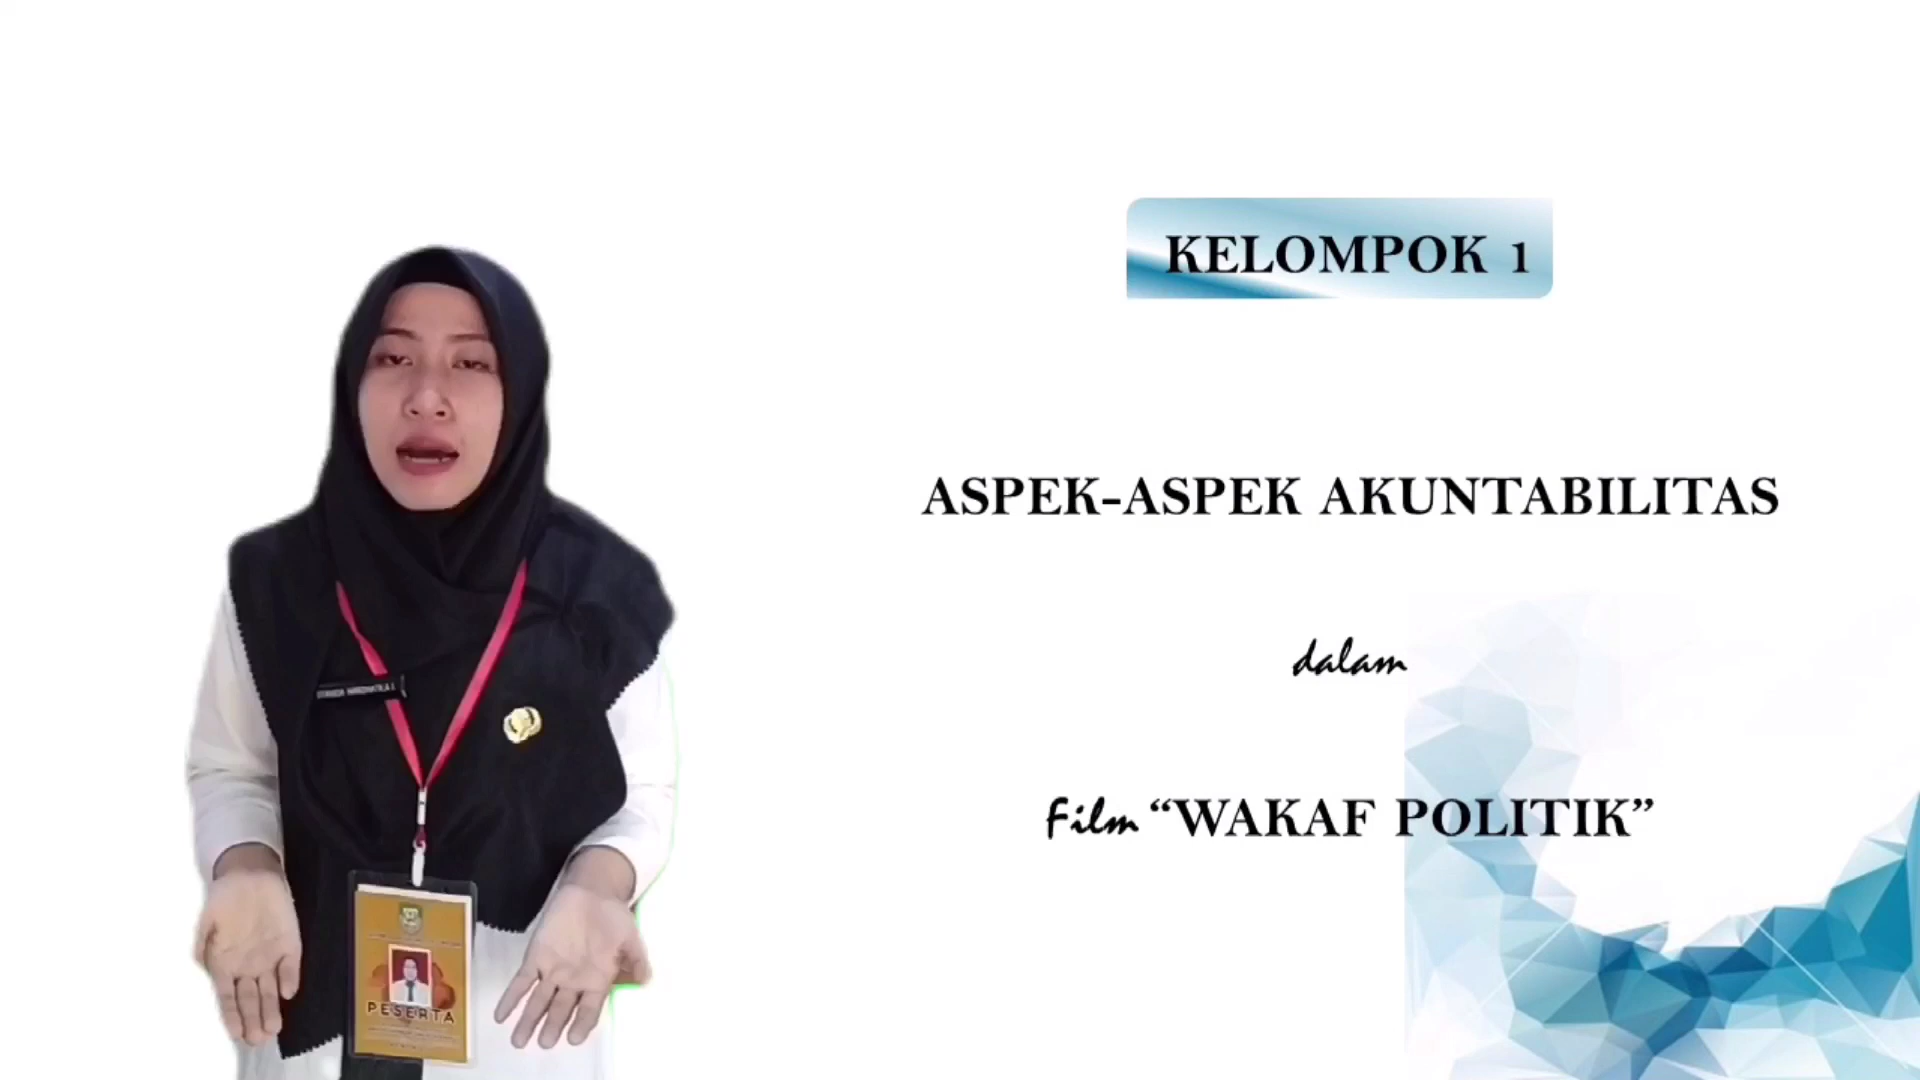 KELOMPOK 1
ASPEK-ASPEK AKUNTABILITAS
dalam
Film “WAKAF POLITIK”
PESERTA